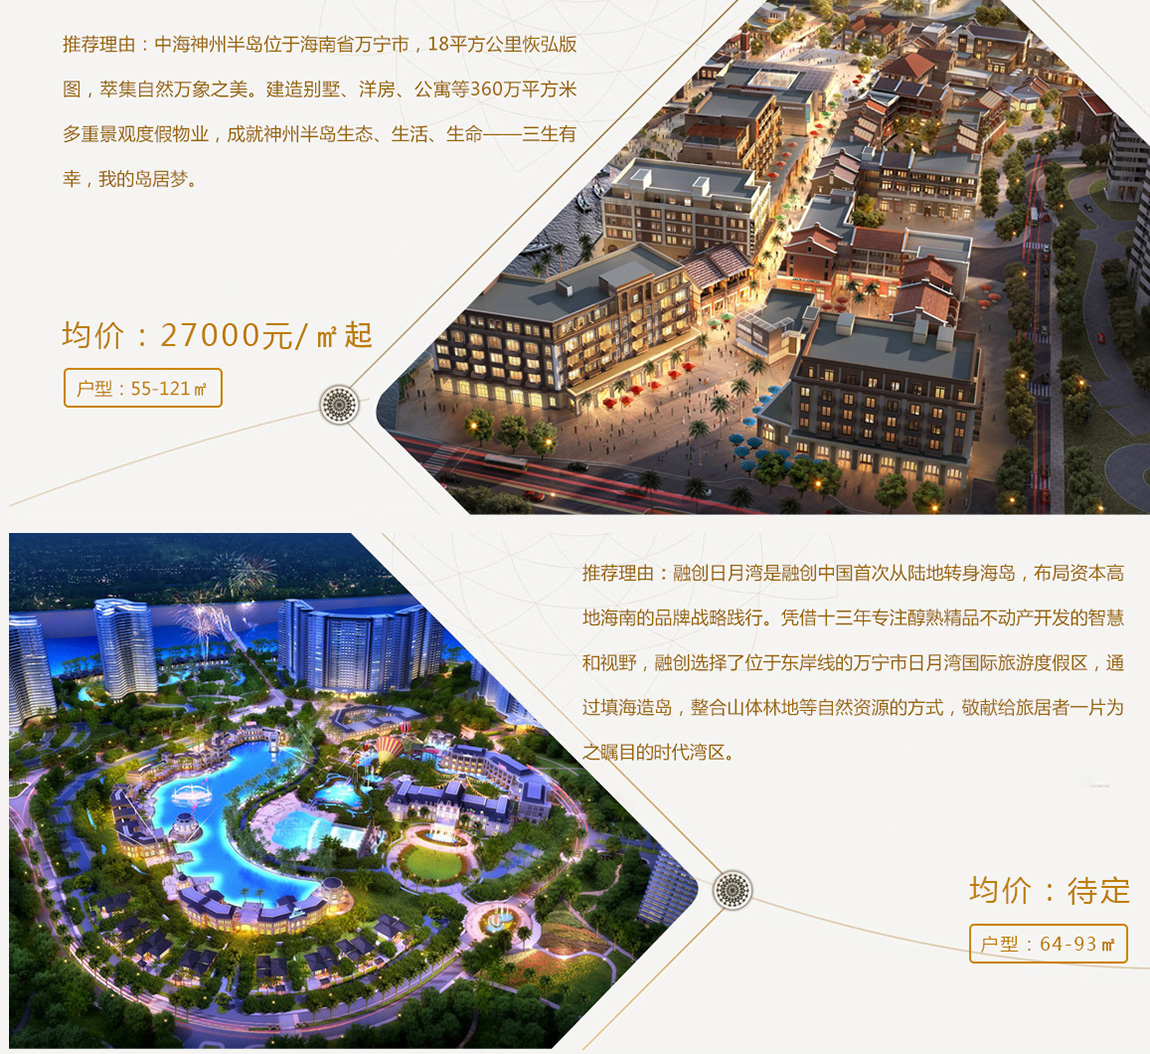 推荐理由：中海神州半岛位于海南省万宁市，18平方公里恢弘版
图，萃集自然万象之美。建造别墅、洋房、公寓等360万平方米
多重景观度假物业，成就神州半岛生态、生活、生命——三生有
幸，我的岛居梦。
均价：27000元/㎡起
户型：55-121㎡
推荐理由：融创日月湾是融创中国首次从陆地转身海岛，布局资本高
地海南的品牌战略践行。凭借十三年专注醇熟精品不动产开发的智慧
和视野，融创选择了位于东岸线的万宁市日月湾国际旅游度假区，通
过填海造岛，整合山体林地等自然资源的方式，敬献给旅居者一片为
之瞩目的时代湾区。
均价：待定
户型：64-93㎡